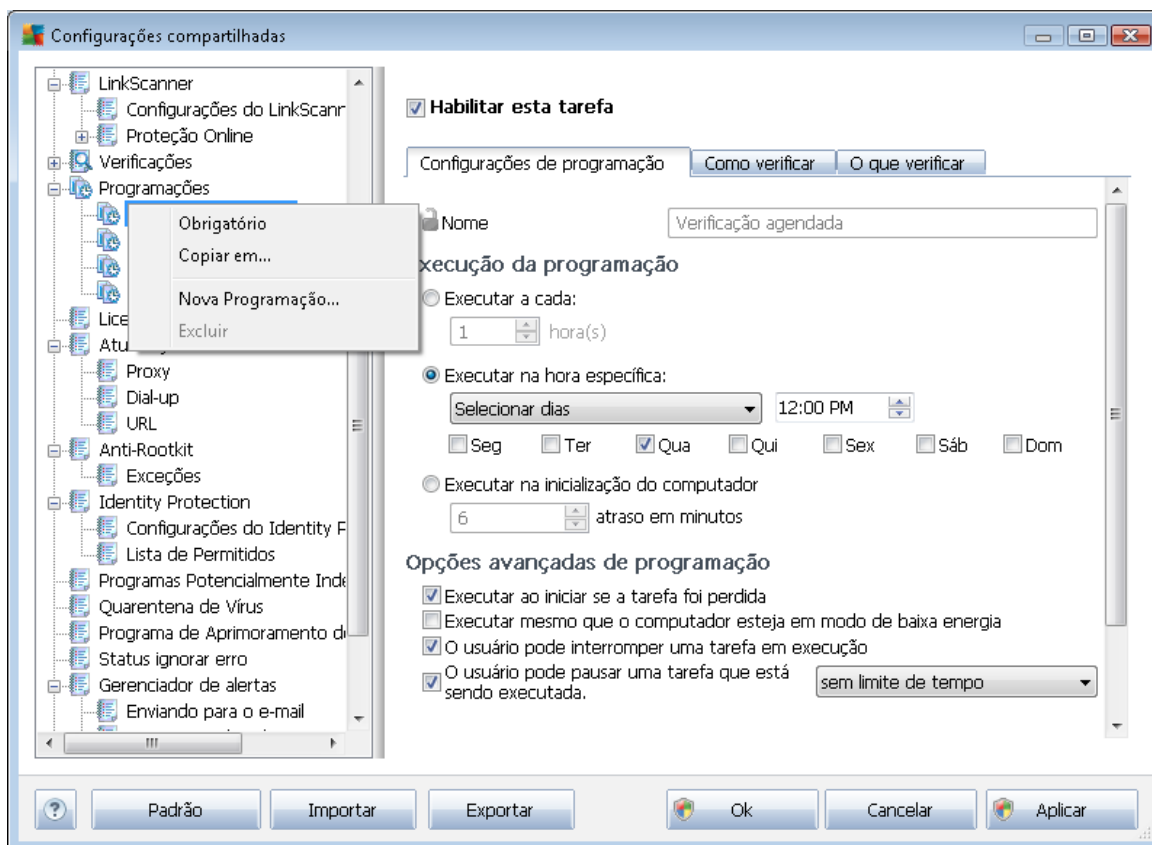 Configurações compartilhadas
LinkScanner
Configurações do LinkScanr
Proteção Online
Verificações
Programações
Lice
Atu
Proxy
Dial-up
URL
Anti-Rootkit
Exceções
Identity Protection
Configurações do Identity P
Lista de Permitidos
Programas Potencialmente Inde
Quarentena de Vírus
Programa de Aprimoramento d
Status ignorar erro
Gerenciador de alertas
Enviando para o e-mail
Obrigatório
Copiar em...
Nova Programação...
Excluir
Habilitar esta tarefa
Configurações de programação Como verificar O que verificar
Nome Verificação agendada
xecução da programação
Executar a cada:
1 hora(s)
Executar na hora específica:
Selecionar dias 12:00 PM
Seg Ter Qua Qui Sex Sáb Dom
Executar na inicialização do computador
6 atraso em minutos
Opções avançadas de programação
Executar ao iniciar se a tarefa foi perdida
Executar mesmo que o computador esteja em modo de baixa energia
O usuário pode interromper uma tarefa em execução
O usuário pode pausar uma tarefa que está
sendo executada.
sem limite de tempo
? Padrão Importar Exportar Ok Cancelar Aplicar